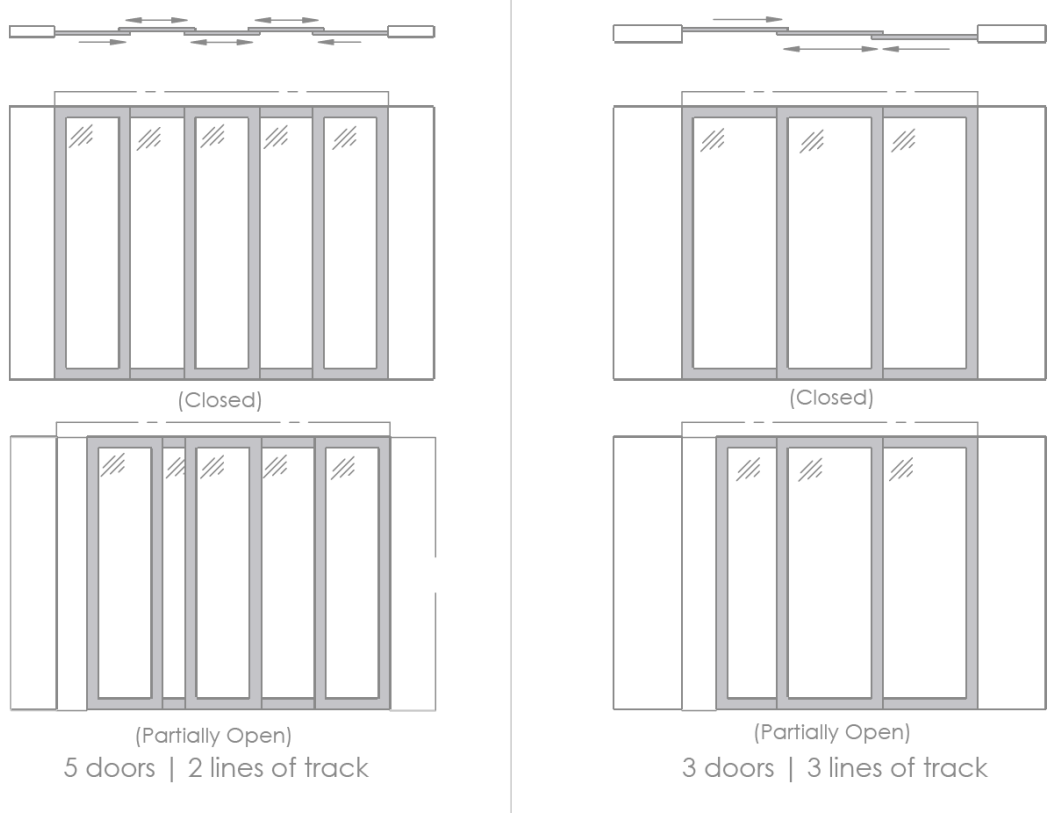 (Closed)
(Partially Open)
5 doors | 2 lines of track
(Closed)
(Partially Open)
3 doors | 3 lines of track